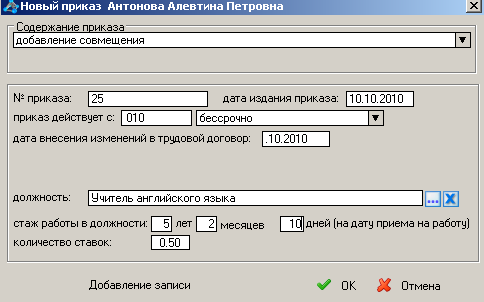 Новый приказ Антонова Алевтина Петровна
Содержание приказа
добавление совмещения
№ приказа: 25 дата издания приказа: 10.10.2010
приказ действует с: 010 бессрочно
дата внесения изменений в трудовой договор: .10.2010
должность: Учитель английского языка ...
стаж работы в должности: 5 лет 2 месяцев 10 дней (на дату приема на работу)
количество ставок: 0.50
Добавление записи OK Отмена